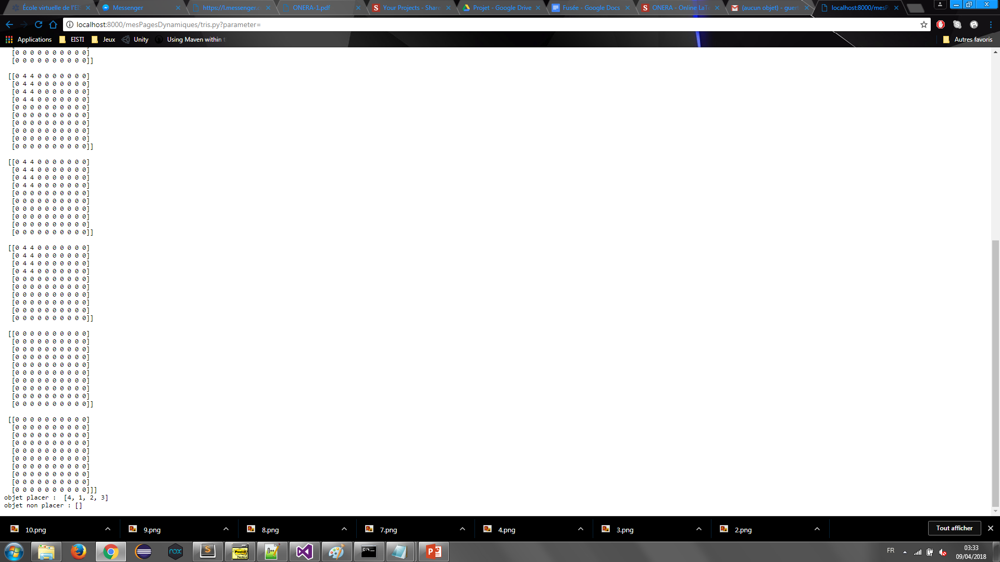 École virtuelle de l'EI
Messenger
https://l.messenger.c
ONERA-1.pdf
Your Projects - Share
Projet - Google Drive
Fusée - Google Docs
ONERA - Online LaT
(aucun objet) - guer
localhost:8000/mesP
localhost:8000/mesPagesDynamiques/tris.py?parameter=
Applications
EISTI
Jeux
Unity
Using Maven within t
Autres favoris
[0 0 0 0 0 0 0 0 0 0]
[0 0 0 0 0 0 0 0 0 0]]
[[0 4 4 0 0 0 0 0 0 0]
[0 4 4 0 0 0 0 0 0 0]
[0 4 4 0 0 0 0 0 0 0]
[0 4 4 0 0 0 0 0 0 0]
[0 0 0 0 0 0 0 0 0 0]
[0 0 0 0 0 0 0 0 0 0]
[0 0 0 0 0 0 0 0 0 0]
[0 0 0 0 0 0 0 0 0 0]
[0 0 0 0 0 0 0 0 0 0]
[0 0 0 0 0 0 0 0 0 0]]
[[0 4 4 0 0 0 0 0 0 0]
[0 4 4 0 0 0 0 0 0 0]
[0 4 4 0 0 0 0 0 0 0]
[0 4 4 0 0 0 0 0 0 0]
[0 0 0 0 0 0 0 0 0 0]
[0 0 0 0 0 0 0 0 0 0]
[0 0 0 0 0 0 0 0 0 0]
[0 0 0 0 0 0 0 0 0 0]
[0 0 0 0 0 0 0 0 0 0]
[0 0 0 0 0 0 0 0 0 0]]
[[0 4 4 0 0 0 0 0 0 0]
[0 4 4 0 0 0 0 0 0 0]
[0 4 4 0 0 0 0 0 0 0]
[0 4 4 0 0 0 0 0 0 0]
[0 0 0 0 0 0 0 0 0 0]
[0 0 0 0 0 0 0 0 0 0]
[0 0 0 0 0 0 0 0 0 0]
[0 0 0 0 0 0 0 0 0 0]
[0 0 0 0 0 0 0 0 0 0]
[0 0 0 0 0 0 0 0 0 0]]
[[0 0 0 0 0 0 0 0 0 0]
[0 0 0 0 0 0 0 0 0 0]
[0 0 0 0 0 0 0 0 0 0]
[0 0 0 0 0 0 0 0 0 0]
[0 0 0 0 0 0 0 0 0 0]
[0 0 0 0 0 0 0 0 0 0]
[0 0 0 0 0 0 0 0 0 0]
[0 0 0 0 0 0 0 0 0 0]
[0 0 0 0 0 0 0 0 0 0]
[0 0 0 0 0 0 0 0 0 0]]
[[0 0 0 0 0 0 0 0 0 0]
[0 0 0 0 0 0 0 0 0 0]
[0 0 0 0 0 0 0 0 0 0]
[0 0 0 0 0 0 0 0 0 0]
[0 0 0 0 0 0 0 0 0 0]
[0 0 0 0 0 0 0 0 0 0]
[0 0 0 0 0 0 0 0 0 0]
[0 0 0 0 0 0 0 0 0 0]
[0 0 0 0 0 0 0 0 0 0]
[0 0 0 0 0 0 0 0 0 0]]]
objet placer :  [4, 1, 2, 3]
objet non placer : []
10.png
9.png
8.png
7.png
4.png
3.png
2.png
Tout afficher
nox
S
Post-it
Notes
N++
C:\.
P
FR
03:33
09/04/2018